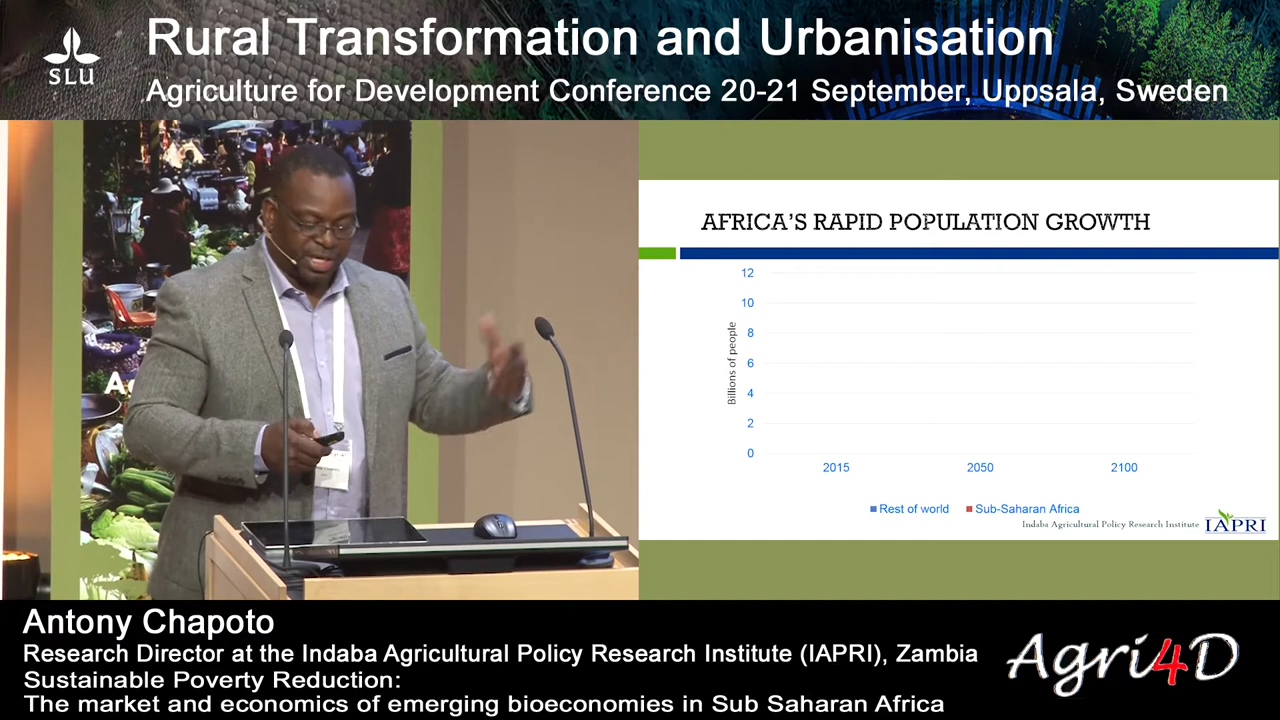 SLU
Rural Transformation and Urbanisation
Agriculture for Development Conference 20-21 September, Uppsala, Sweden
AFRICA'S RAPID POPULATION GROWTH
Billions of people
12
10
8
6
4
2
0
2015
2050
2100
Rest of world
Sub-Saharan Africa
Indaba Agricultural Policy Research Institute
IAPRI
Antony Chapoto
Research Director at the Indaba Agricultural Policy Research Institute (IAPRI), Zambia
Sustainable Poverty Reduction:
The market and economics of emerging bioeconomies in Sub Saharan Africa
Agri4D